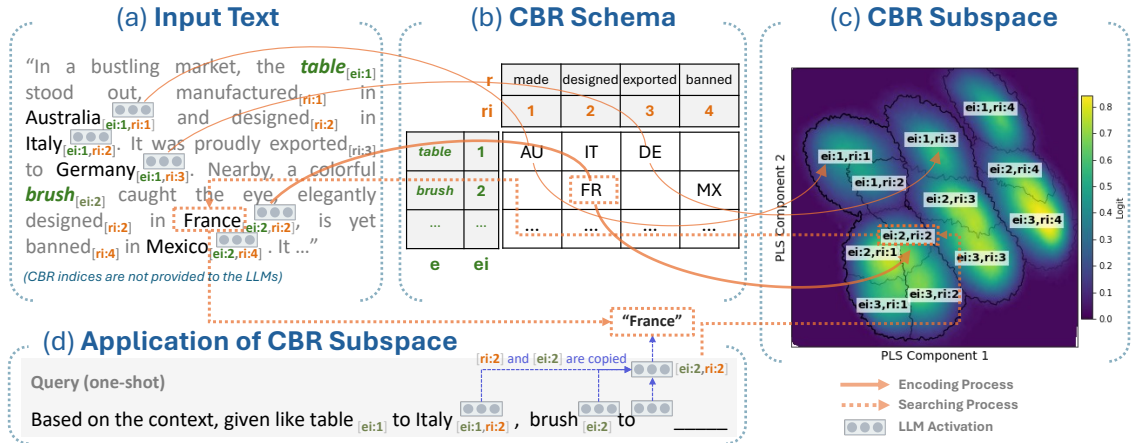 (a) Input Text
"In a bustling market, the table[ei:1]
stood out, manufactured[ri:1] in
Australia[ei:1,ri:1] and designed[ri:2] in
Italy[ei:1,ri:2]. It was proudly exported[ri:3]
to Germany[ei:1,ri:3]. Nearby, a colorful
brush[ei:2] caught the eye, elegantly
designed[ri:2] in France[ei:2,ri:2], is yet
banned[ri:4] in Mexico[ei:2,ri:4]. It ..."
(CBR indices are not provided to the LLMs)
(b) CBR Schema
r made designed exported banned
ri 1 2 3 4
table 1 AU IT DE
brush 2 FR MX
... ... ... ... ... ...
e ei
(c) CBR Subspace
PLS Component 2
ei:1,ri:4
ei:1,ri:3
ei:1,ri:1
ei:1,ri:2
ei:2,ri:4
ei:2,ri:3
ei:3,ri:4
ei:2,ri:2
ei:2,ri:1
ei:3,ri:3
ei:3,ri:2
ei:3,ri:1
PLS Component 1
0.8
0.7
0.6
0.5
0.4
0.3
0.2
0.1
0.0
Logit
(d) Application of CBR Subspace
"France"
[ri:2] and [ei:2] are copied
[ei:2,ri:2]
Query (one-shot)
Based on the context, given like table [ei:1] to Italy [ei:1,ri:2] , brush [ei:2] to _____
Encoding Process
Searching Process
LLM Activation